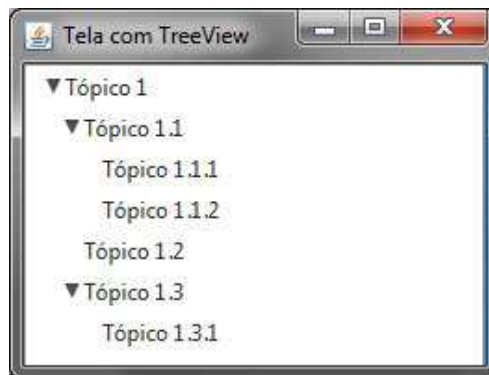 Tela com TreeView
Tópico 1
Tópico 1.1
Tópico 1.1.1
Tópico 1.1.2
Tópico 1.2
Tópico 1.3
Tópico 1.3.1